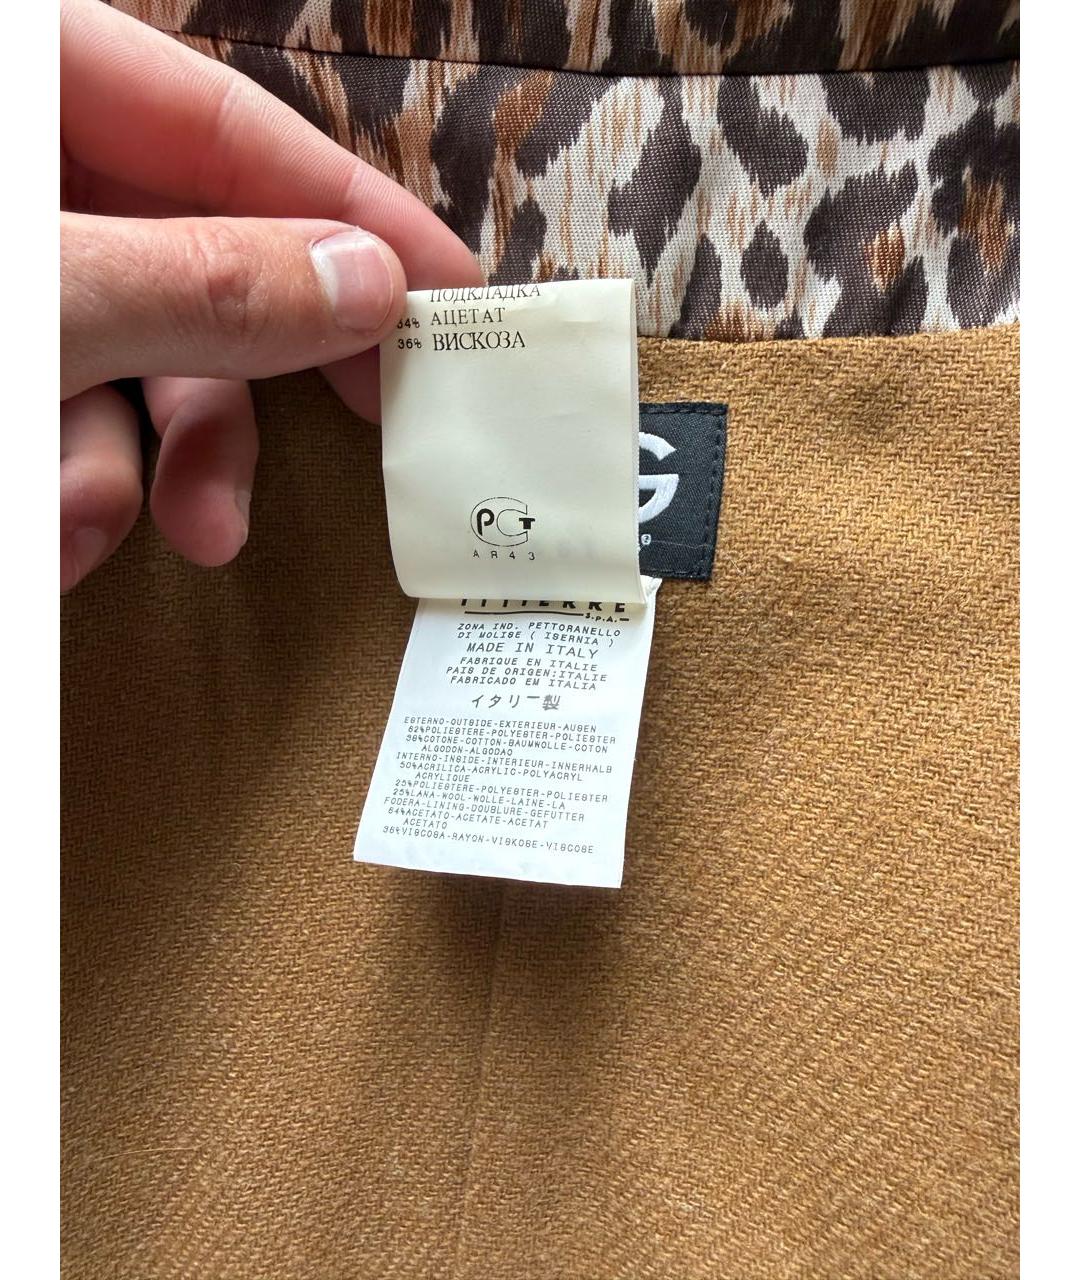 ПОДКЛАДКА
64% АЦЕТАТ
36% ВИСКОЗА
РСТ
АЯ43
G
ITTIERRE
S.P.A.
ZONA IND. PETTORANELLO
DI MOLISE ( ISERNIA )
MADE IN ITALY
FABRIQUE EN ITALIE
PAIS DE ORIGEN:ITALIE
FABRICADO EM ITALIA
イタリー製
ESTERNO-OUTSIDE-EXTERIEUR-AUSEN
62%POLIESTERE-POLYESTER-POLIESTER
38%COTONE-COTTON-BAUMWOLLE-COTON
ALGODON-ALGODAO
INTERNO-INSIDE-INTERIEUR-INNERHALB
50%ACRILICA-ACRYLIC-POLYACRYL
ACRYLIQUE
25%POLIESTERE-POLYESTER-POLIESTER
25%LANA-WOOL-WOLLE-LAINE-LA
FODERA-LINING-DOUBLURE-GEFUTTER
64%ACETATO-ACETATE-ACETAT
ACETATO
36%VISCOSA-RAYON-VISKOSE-VISCOSE